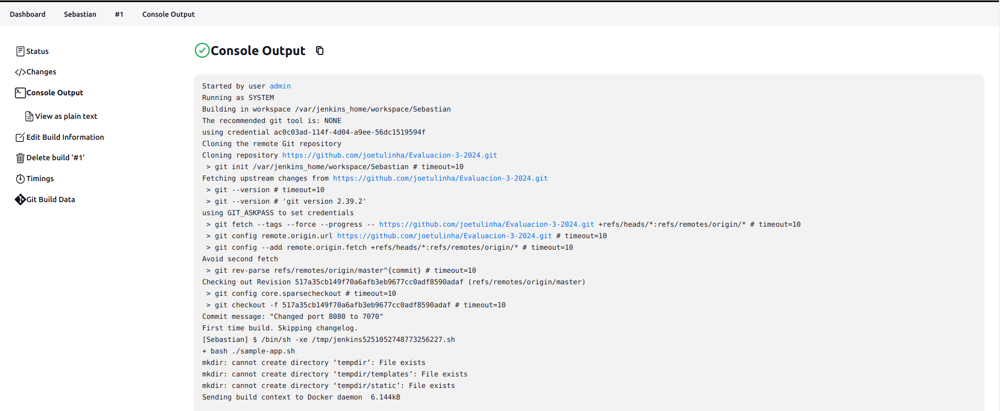 Dashboard Sebastian #1 Console Output
Status
Changes
Console Output
View as plain text
Edit Build Information
Delete build ‘#1’
Timings
Git Build Data
Console Output
Started by user admin
Running as SYSTEM
Building in workspace /var/jenkins_home/workspace/Sebastian
The recommended git tool is: NONE
using credential ac0c03ad-114f-4d04-a9ee-56dc1519594f
Cloning the remote Git repository
Cloning repository https://github.com/joetulinha/Evaluacion-3-2024.git
 > git init /var/jenkins_home/workspace/Sebastian # timeout=10
Fetching upstream changes from https://github.com/joetulinha/Evaluacion-3-2024.git
 > git --version # timeout=10
 > git --version # 'git version 2.39.2'
using GIT_ASKPASS to set credentials
 > git fetch --tags --force --progress -- https://github.com/joetulinha/Evaluacion-3-2024.git +refs/heads/*:refs/remotes/origin/* # timeout=10
 > git config remote.origin.url https://github.com/joetulinha/Evaluacion-3-2024.git # timeout=10
 > git config --add remote.origin.fetch +refs/heads/*:refs/remotes/origin/* # timeout=10
Avoid second fetch
 > git rev-parse refs/remotes/origin/master^{commit} # timeout=10
Checking out Revision 517a35cb149f70a6afb3eb9677cc0adf8590adaf (refs/remotes/origin/master)
 > git config core.sparsecheckout # timeout=10
 > git checkout -f 517a35cb149f70a6afb3eb9677cc0adf8590adaf # timeout=10
Commit message: "Changed port 8080 to 7070"
First time build. Skipping changelog.
[Sebastian] $ /bin/sh -xe /tmp/jenkins5251052748773256227.sh
+ bash ./sample-app.sh
mkdir: cannot create directory ‘tempdir’: File exists
mkdir: cannot create directory ‘tempdir/templates’: File exists
mkdir: cannot create directory ‘tempdir/static’: File exists
Sending build context to Docker daemon  6.144kB